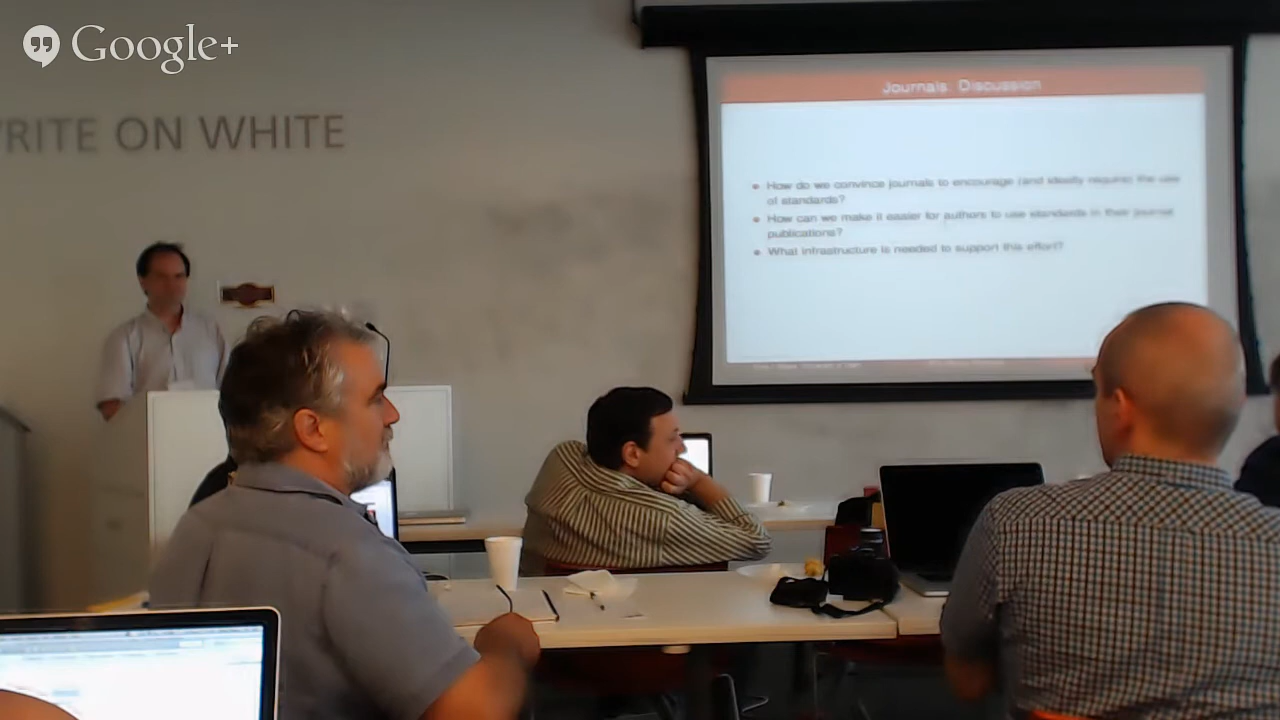 Google+
RITE ON WHITE
Journals Discussion
How do we convince journals to encourage (and ideally require) the use
of standards?
How can we make it easier for authors to use standards in their journal
publications?
What infrastructure is needed to support this effort?